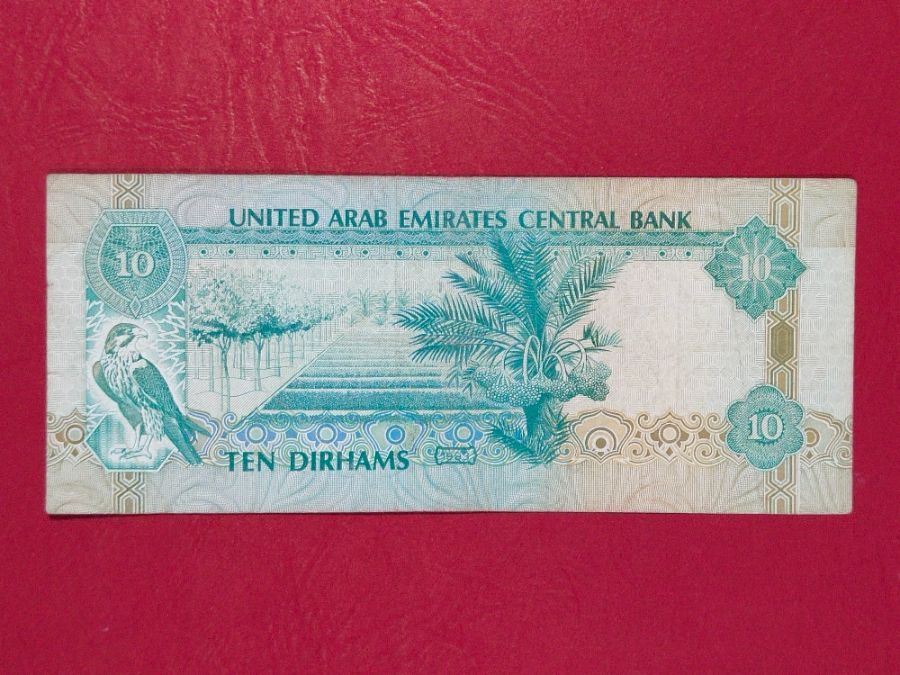 UNITED ARAB EMIRATES CENTRAL BANK
10
10
10
TEN DIRHAMS